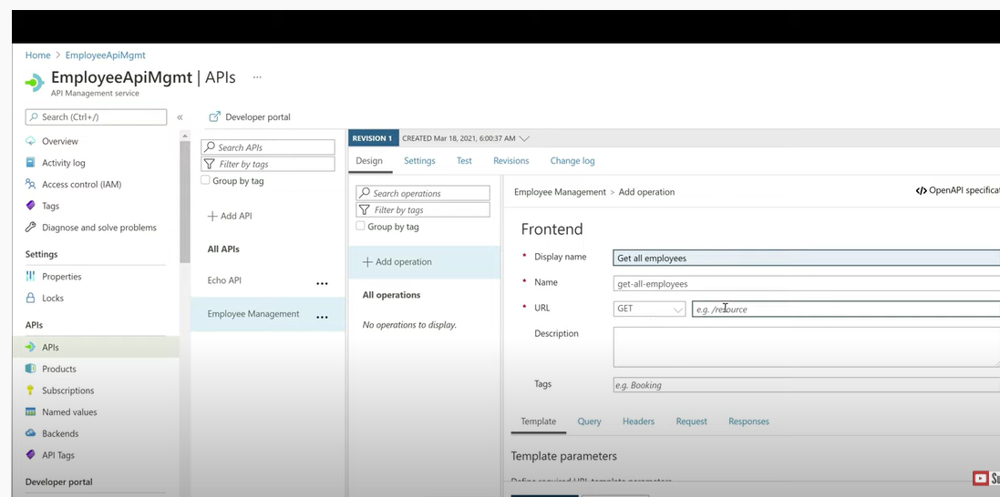 Home > EmployeeApiMgmt
EmployeeApiMgmt | APIs ...
API Management service
Search (Ctrl+/) «
Overview
Activity log
Access control (IAM)
Tags
Diagnose and solve problems
Settings
Properties
Locks
APIs
APIs
Products
Subscriptions
Named values
Backends
API Tags
Developer portal
Developer portal
Search APIs
Filter by tags
Group by tag
+ Add API
All APIs
Echo API ...
Employee Management ...
REVISION 1 CREATED Mar 18, 2021, 6:00:37 AM
Design Settings Test Revisions Change log
Search operations
Filter by tags
Group by tag
+ Add operation
All operations
No operations to display.
Employee Management > Add operation
</> OpenAPI specificat
Frontend
* Display name Get all employees
* Name get-all-employees
* URL GET e.g. /resource
Description
Tags e.g. Booking
Template Query Headers Request Responses
Template parameters
Define required URL template parameters.